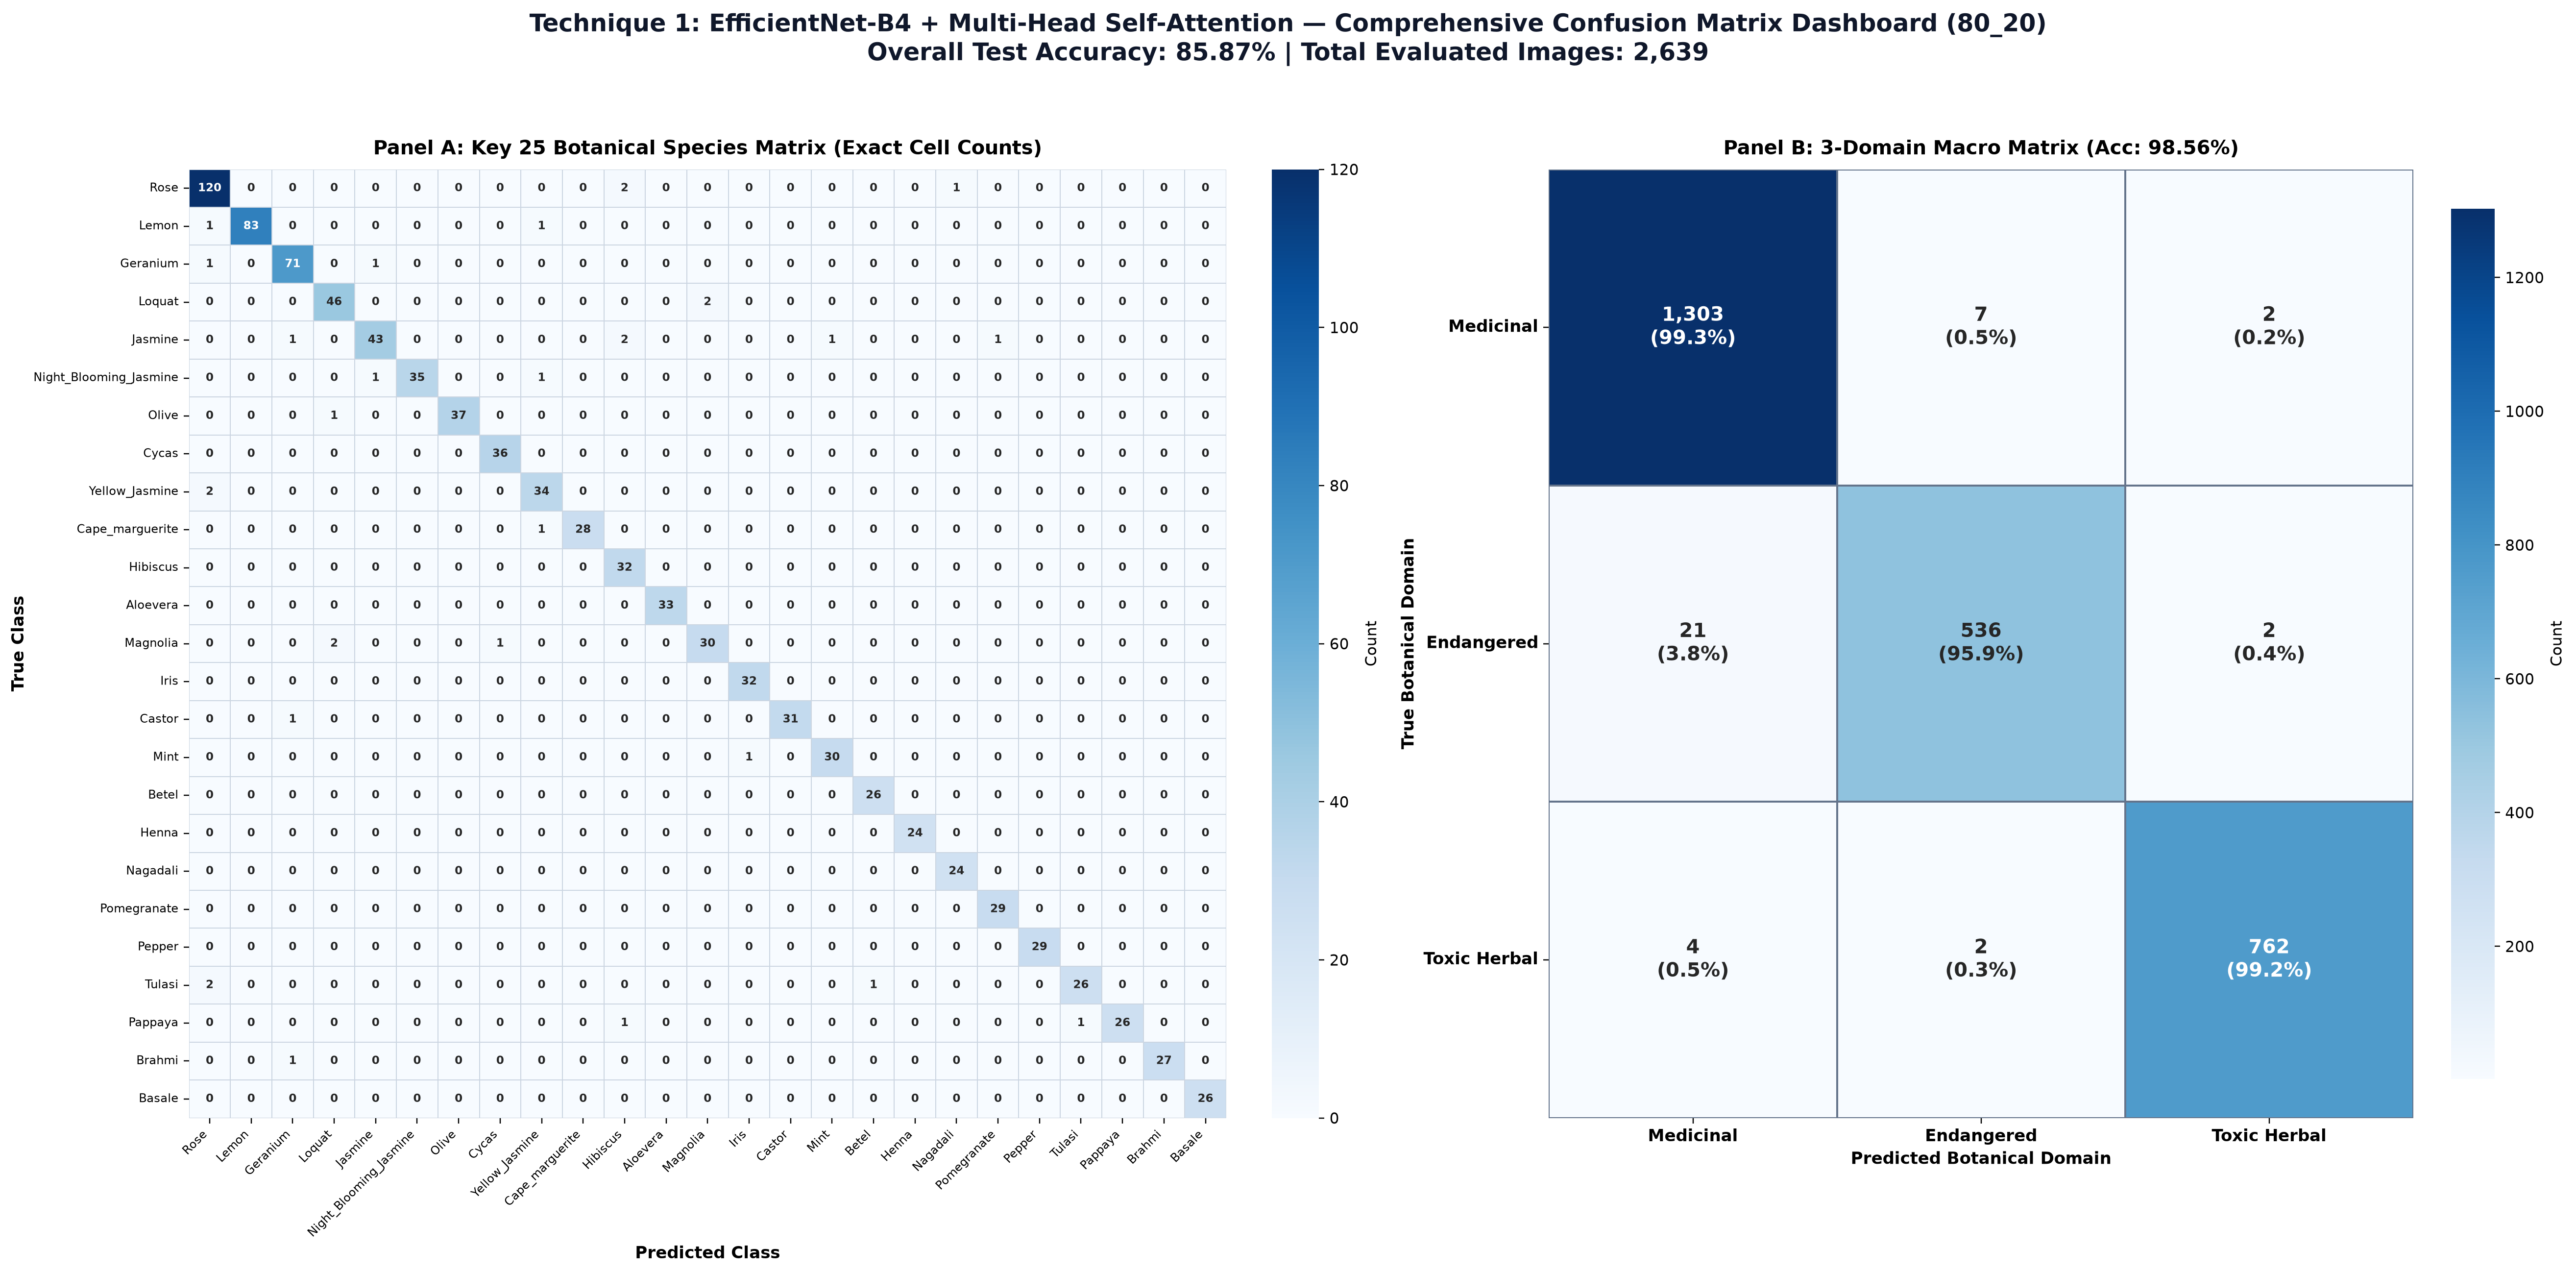 Technique 1: EfficientNet-B4 + Multi-Head Self-Attention — Comprehensive Confusion Matrix Dashboard (80_20)
Overall Test Accuracy: 85.87% | Total Evaluated Images: 2,639
Panel A: Key 25 Botanical Species Matrix (Exact Cell Counts)
True Class
Rose 120 0 0 0 0 0 0 0 0 0 2 0 0 0 0 0 0 0 1 0 0 0 0 0 0
Lemon 1 83 0 0 0 0 0 0 1 0 0 0 0 0 0 0 0 0 0 0 0 0 0 0 0
Geranium 1 0 71 0 1 0 0 0 0 0 0 0 0 0 0 0 0 0 0 0 0 0 0 0 0
Loquat 0 0 0 46 0 0 0 0 0 0 0 0 2 0 0 0 0 0 0 0 0 0 0 0 0
Jasmine 0 0 1 0 43 0 0 0 0 0 2 0 0 0 0 1 0 0 0 1 0 0 0 0 0
Night_Blooming_Jasmine 0 0 0 0 1 35 0 0 1 0 0 0 0 0 0 0 0 0 0 0 0 0 0 0 0
Olive 0 0 0 1 0 0 37 0 0 0 0 0 0 0 0 0 0 0 0 0 0 0 0 0 0
Cycas 0 0 0 0 0 0 0 36 0 0 0 0 0 0 0 0 0 0 0 0 0 0 0 0 0
Yellow_Jasmine 2 0 0 0 0 0 0 0 34 0 0 0 0 0 0 0 0 0 0 0 0 0 0 0 0
Cape_marguerite 0 0 0 0 0 0 0 0 1 28 0 0 0 0 0 0 0 0 0 0 0 0 0 0 0
Hibiscus 0 0 0 0 0 0 0 0 0 0 32 0 0 0 0 0 0 0 0 0 0 0 0 0 0
Aloevera 0 0 0 0 0 0 0 0 0 0 0 33 0 0 0 0 0 0 0 0 0 0 0 0 0
Magnolia 0 0 0 2 0 0 0 1 0 0 0 0 30 0 0 0 0 0 0 0 0 0 0 0 0
Iris 0 0 0 0 0 0 0 0 0 0 0 0 0 32 0 0 0 0 0 0 0 0 0 0 0
Castor 0 0 1 0 0 0 0 0 0 0 0 0 0 0 31 0 0 0 0 0 0 0 0 0 0
Mint 0 0 0 0 0 0 0 0 0 0 0 0 0 1 0 30 0 0 0 0 0 0 0 0 0
Betel 0 0 0 0 0 0 0 0 0 0 0 0 0 0 0 0 26 0 0 0 0 0 0 0 0
Henna 0 0 0 0 0 0 0 0 0 0 0 0 0 0 0 0 0 24 0 0 0 0 0 0 0
Nagadali 0 0 0 0 0 0 0 0 0 0 0 0 0 0 0 0 0 0 24 0 0 0 0 0 0
Pomegranate 0 0 0 0 0 0 0 0 0 0 0 0 0 0 0 0 0 0 0 29 0 0 0 0 0
Pepper 0 0 0 0 0 0 0 0 0 0 0 0 0 0 0 0 0 0 0 0 29 0 0 0 0
Tulasi 2 0 0 0 0 0 0 0 0 0 0 0 0 0 0 0 1 0 0 0 0 26 0 0 0
Pappaya 0 0 0 0 0 0 0 0 0 0 1 0 0 0 0 0 0 0 0 0 0 1 26 0 0
Brahmi 0 0 1 0 0 0 0 0 0 0 0 0 0 0 0 0 0 0 0 0 0 0 0 27 0
Basale 0 0 0 0 0 0 0 0 0 0 0 0 0 0 0 0 0 0 0 0 0 0 0 0 26
Rose Lemon Geranium Loquat Jasmine Night_Blooming_Jasmine Olive Cycas Yellow_Jasmine Cape_marguerite Hibiscus Aloevera Magnolia Iris Castor Mint Betel Henna Nagadali Pomegranate Pepper Tulasi Pappaya Brahmi Basale
Predicted Class
120
100
80
60
40
20
0
Count
Panel B: 3-Domain Macro Matrix (Acc: 98.56%)
True Botanical Domain
Medicinal 1,303 7 2
(99.3%) (0.5%) (0.2%)
Endangered 21 536 2
(3.8%) (95.9%) (0.4%)
Toxic Herbal 4 2 762
(0.5%) (0.3%) (99.2%)
Medicinal Endangered Toxic Herbal
Predicted Botanical Domain
1200
1000
800
600
400
200
Count